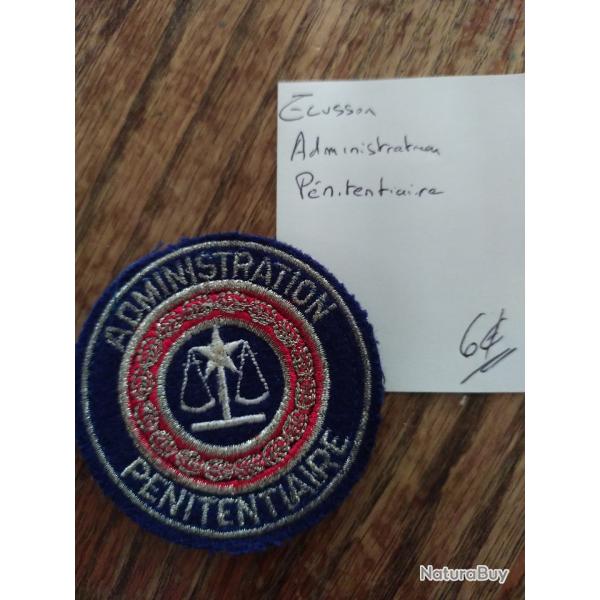 Ecusson
Administration
Pénitentiaire
6€
ADMINISTRATION
PENITENTIAIRE
NaturaBuy